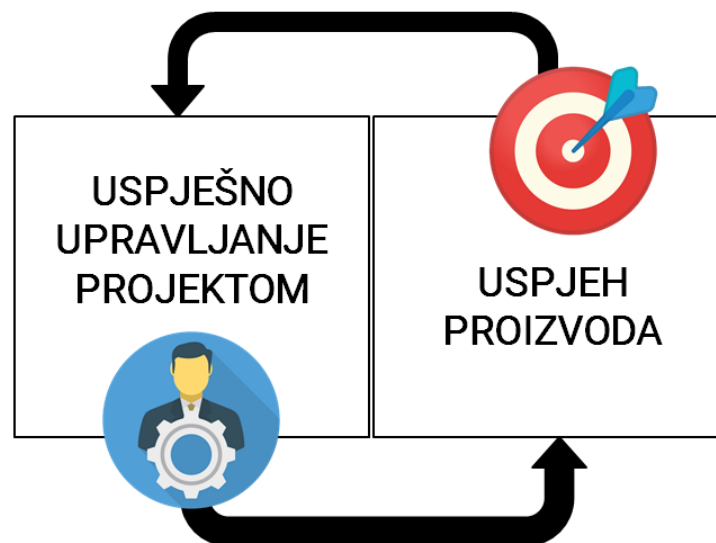 USPJEŠNO
UPRAVLJANJE
PROJEKTOM
USPJEH
PROIZVODA